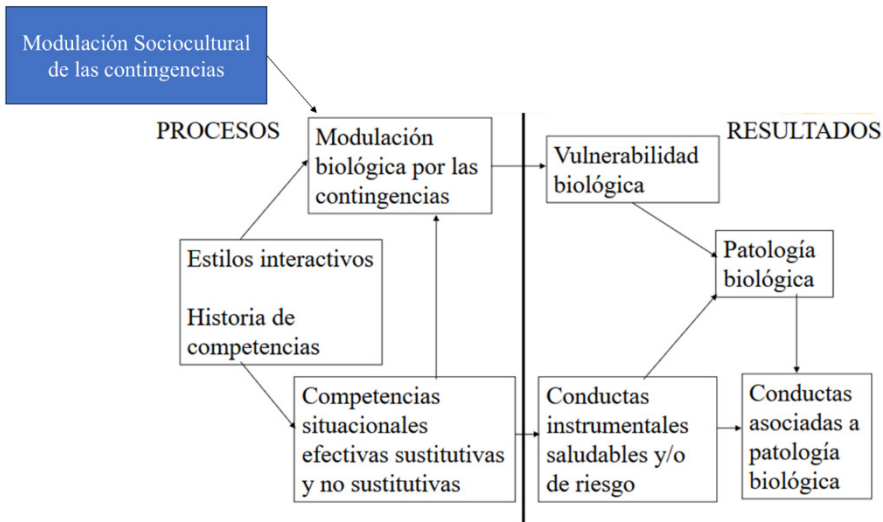 Modulación Sociocultural
de las contingencias
PROCESOS
RESULTADOS
Modulación
biológica por las
contingencias
Vulnerabilidad
biológica
Estilos interactivos
Historia de
competencias
Patología
biológica
Competencias
situacionales
efectivas sustitutivas
y no sustitutivas
Conductas
instrumentales
saludables y/o
de riesgo
Conductas
asociadas a
patología
biológica